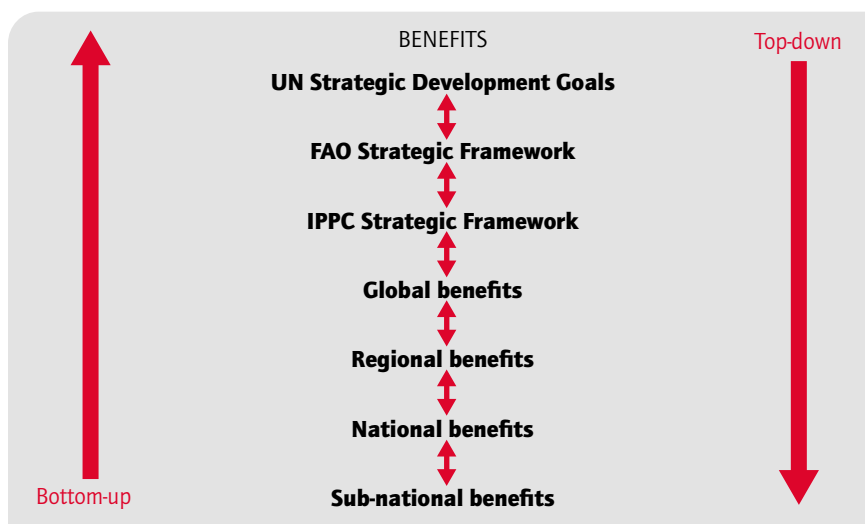 BENEFITS
Top-down
UN Strategic Development Goals
FAO Strategic Framework
IPPC Strategic Framework
Global benefits
Regional benefits
National benefits
Bottom-up
Sub-national benefits